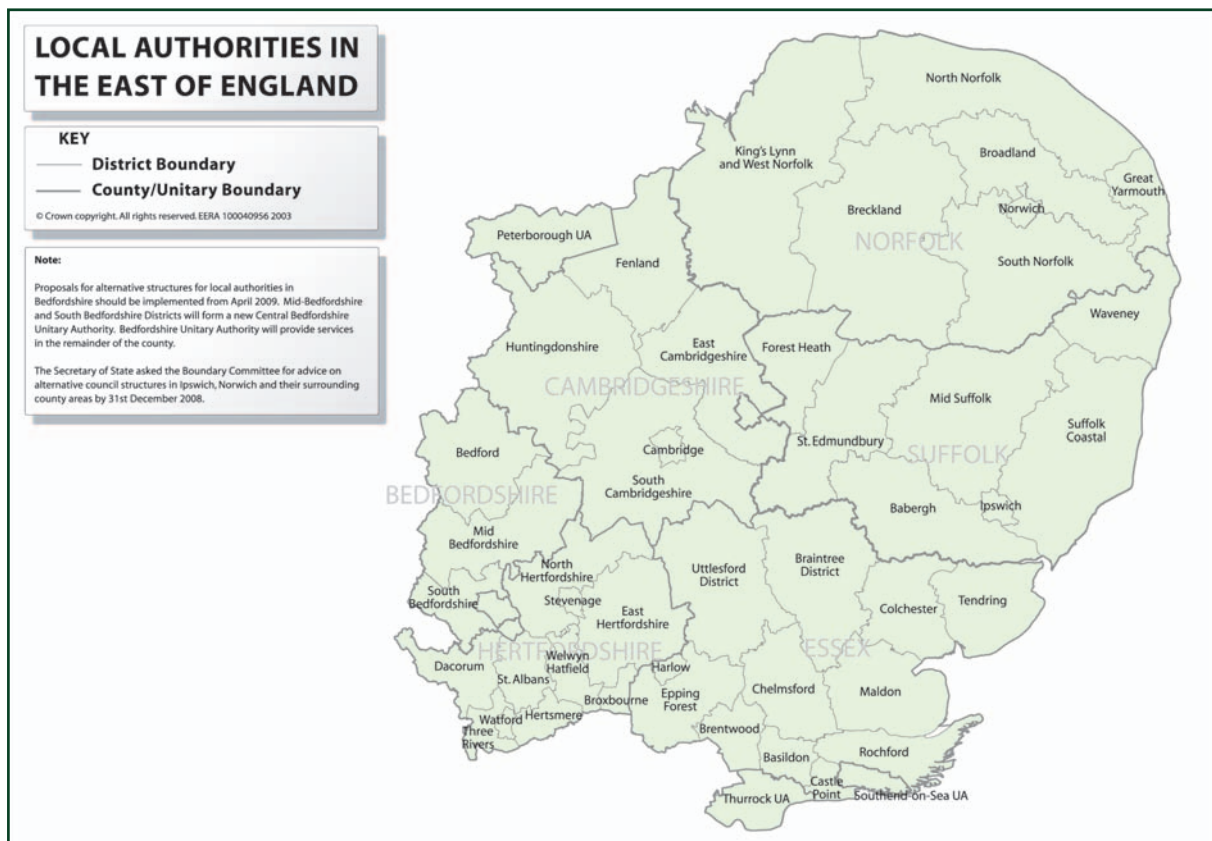 LOCAL AUTHORITIES IN
THE EAST OF ENGLAND
KEY
District Boundary
County/Unitary Boundary
© Crown copyright. All rights reserved. EERA 100040956 2003
Note:
Proposals for alternative structures for local authorities in
Bedfordshire should be implemented from April 2009. Mid-Bedfordshire
and South Bedfordshire Districts will form a new Central Bedfordshire
Unitary Authority. Bedfordshire Unitary Authority will provide services
in the remainder of the county.
The Secretary of State asked the Boundary Committee for advice on
alternative council structures in Ipswich, Norwich and their surrounding
county areas by 31st December 2008.
North Norfolk
King's Lynn
and West Norfolk
Broadland
Great
Yarmouth
Breckland
Norwich
NORFOLK
South Norfolk
Peterborough UA
Fenland
Waveney
Huntingdonshire
East
Cambridgeshire
Forest Heath
CAMBRIDGESHIRE
Mid Suffolk
Suffolk
Coastal
St. Edmundbury
SUFFOLK
Bedford
Cambridge
South
Cambridgeshire
BEDFORDSHIRE
Babergh
Ipswich
Mid
Bedfordshire
North
Hertfordshire
Uttlesford
District
Braintree
District
South
Bedfordshire
Stevenage
East
Hertfordshire
Colchester
Tendring
HERTFORDSHIRE
ESSEX
Dacorum
Welwyn
Hatfield
St. Albans
Harlow
Broxbourne
Epping
Forest
Chelmsford
Maldon
Watford
Hertsmere
Three
Rivers
Brentwood
Basildon
Rochford
Castle
Point
Thurrock UA
Southend-on-Sea UA